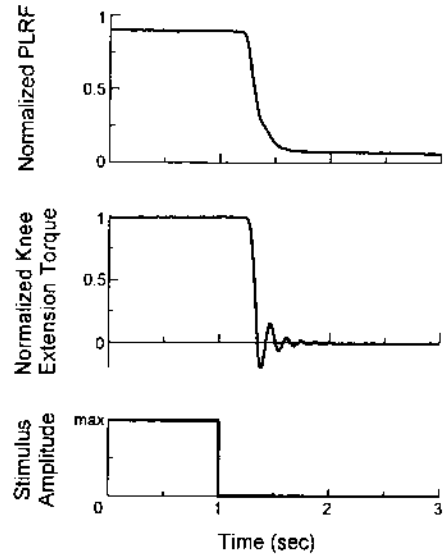 Normalized PLRF
1
0.5
0
Normalized Knee
Extension Torque
1
0.5
0
Stimulus
Amplitude
max
0
1
2
3
Time (sec)